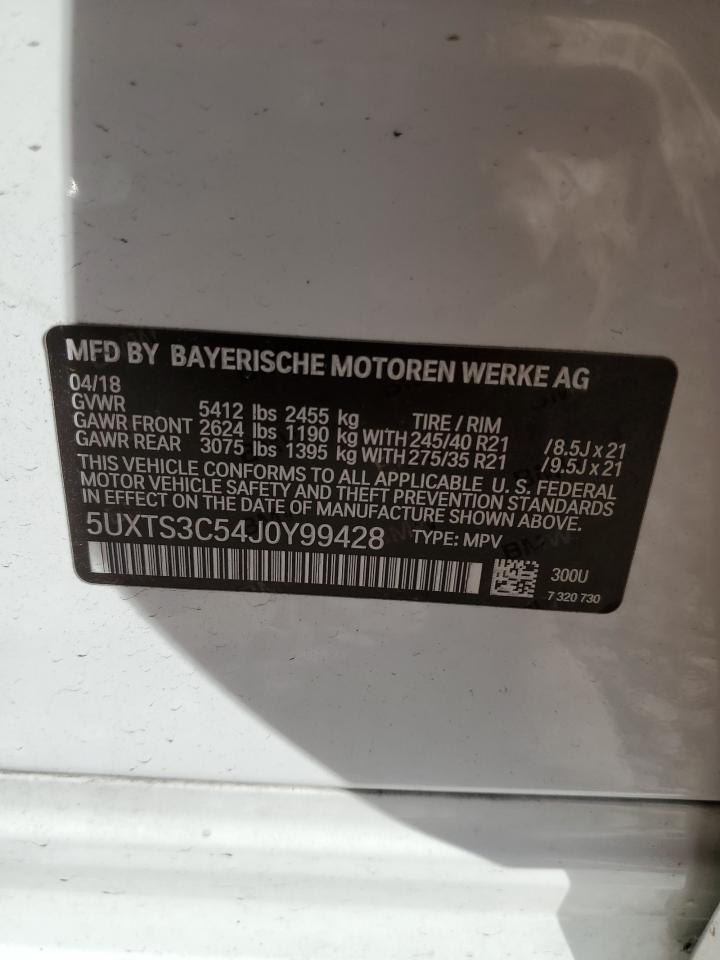 MFD BY BAYERISCHE MOTOREN WERKE AG
04/18
GVWR 5412 lbs 2455 kg TIRE / RIM
GAWR FRONT 2624 lbs 1190 kg WITH 245/40 R21 /8.5J x 21
GAWR REAR 3075 lbs 1395 kg WITH 275/35 R21 /9.5J x 21
THIS VEHICLE CONFORMS TO ALL APPLICABLE U. S. FEDERAL
MOTOR VEHICLE SAFETY AND THEFT PREVENTION STANDARDS
IN EFFECT ON THE DATE OF MANUFACTURE SHOWN ABOVE.
5UXTS3C54J0Y99428 TYPE: MPV
300U
7 320 730